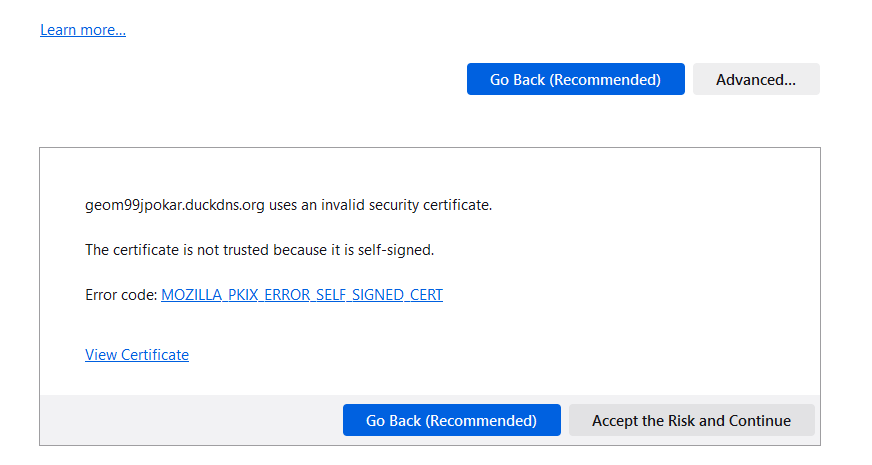 Learn more...
Go Back (Recommended) Advanced...
geom99jpokar.duckdns.org uses an invalid security certificate.
The certificate is not trusted because it is self-signed.
Error code: MOZILLA_PKIX_ERROR_SELF_SIGNED_CERT
View Certificate
Go Back (Recommended) Accept the Risk and Continue